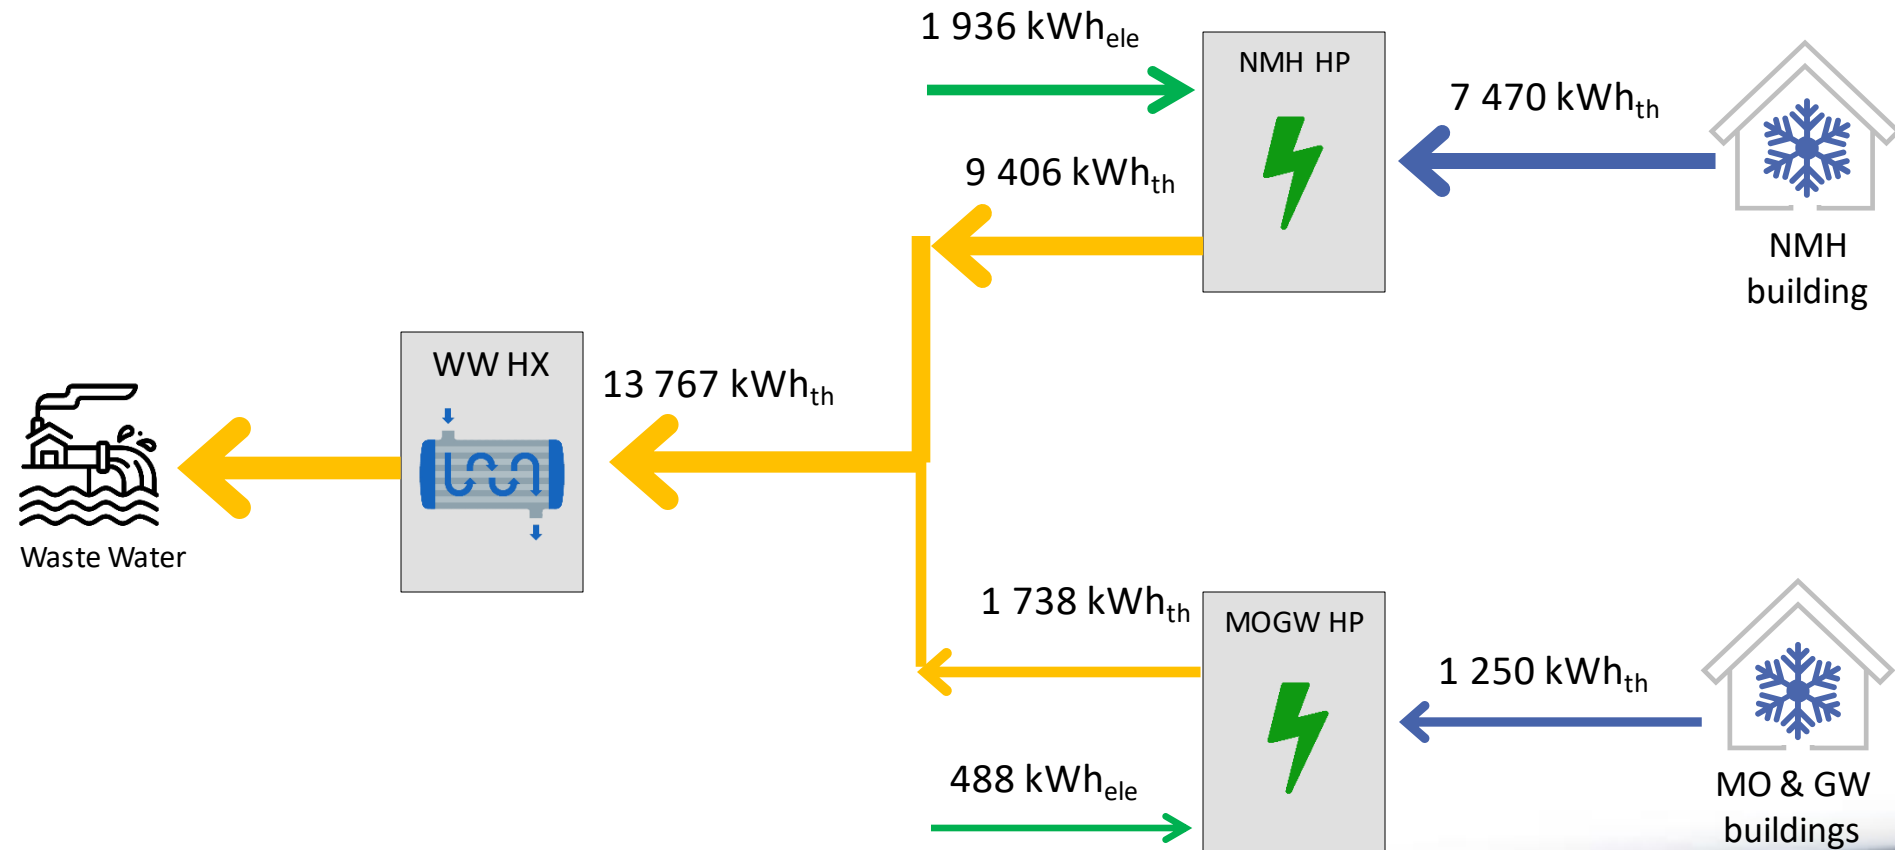 1 936 kWhele
NMH HP
7 470 kWhth
9 406 kWhth
NMH
building
WW HX
13 767 kWhth
Waste Water
1 738 kWhth
MOGW HP
1 250 kWhth
488 kWhele
MO & GW
buildings